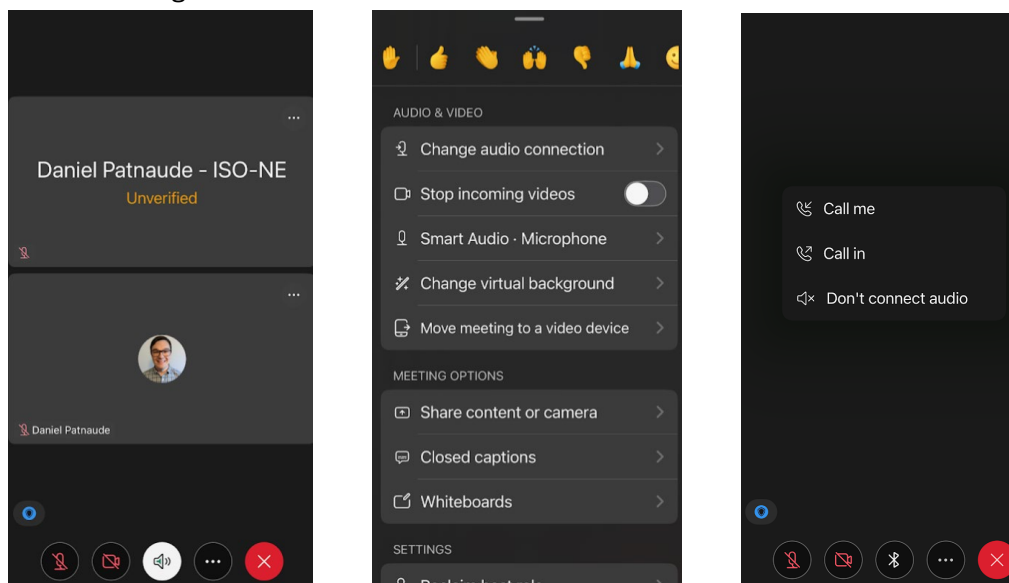 Daniel Patnaude - ISO-NE
Unverified
Daniel Patnaude
AUDIO & VIDEO
Change audio connection
Stop incoming videos
Smart Audio · Microphone
Change virtual background
Move meeting to a video device
MEETING OPTIONS
Share content or camera
Closed captions
Whiteboards
SETTINGS
Call me
Call in
Don't connect audio